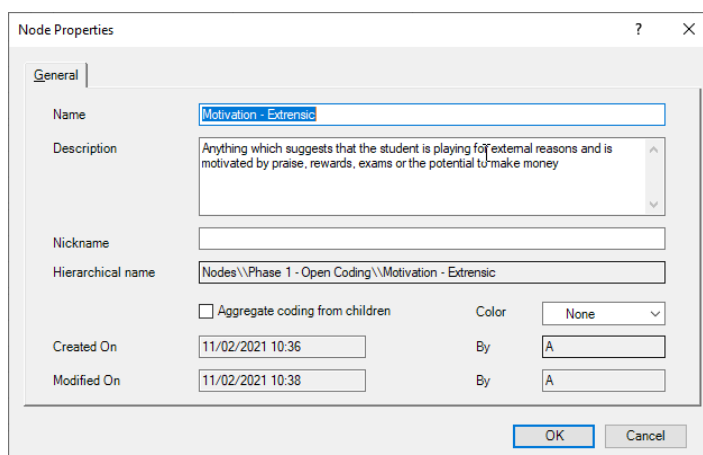 Node Properties
General
Name Motivation - Extrensic
Description Anything which suggests that the student is playing for external reasons and is
motivated by praise, rewards, exams or the potential to make money
Nickname
Hierarchical name Nodes\\Phase 1 - Open Coding\\Motivation - Extrensic
Aggregate coding from children Color None
Created On 11/02/2021 10:36 By A
Modified On 11/02/2021 10:38 By A
OK Cancel